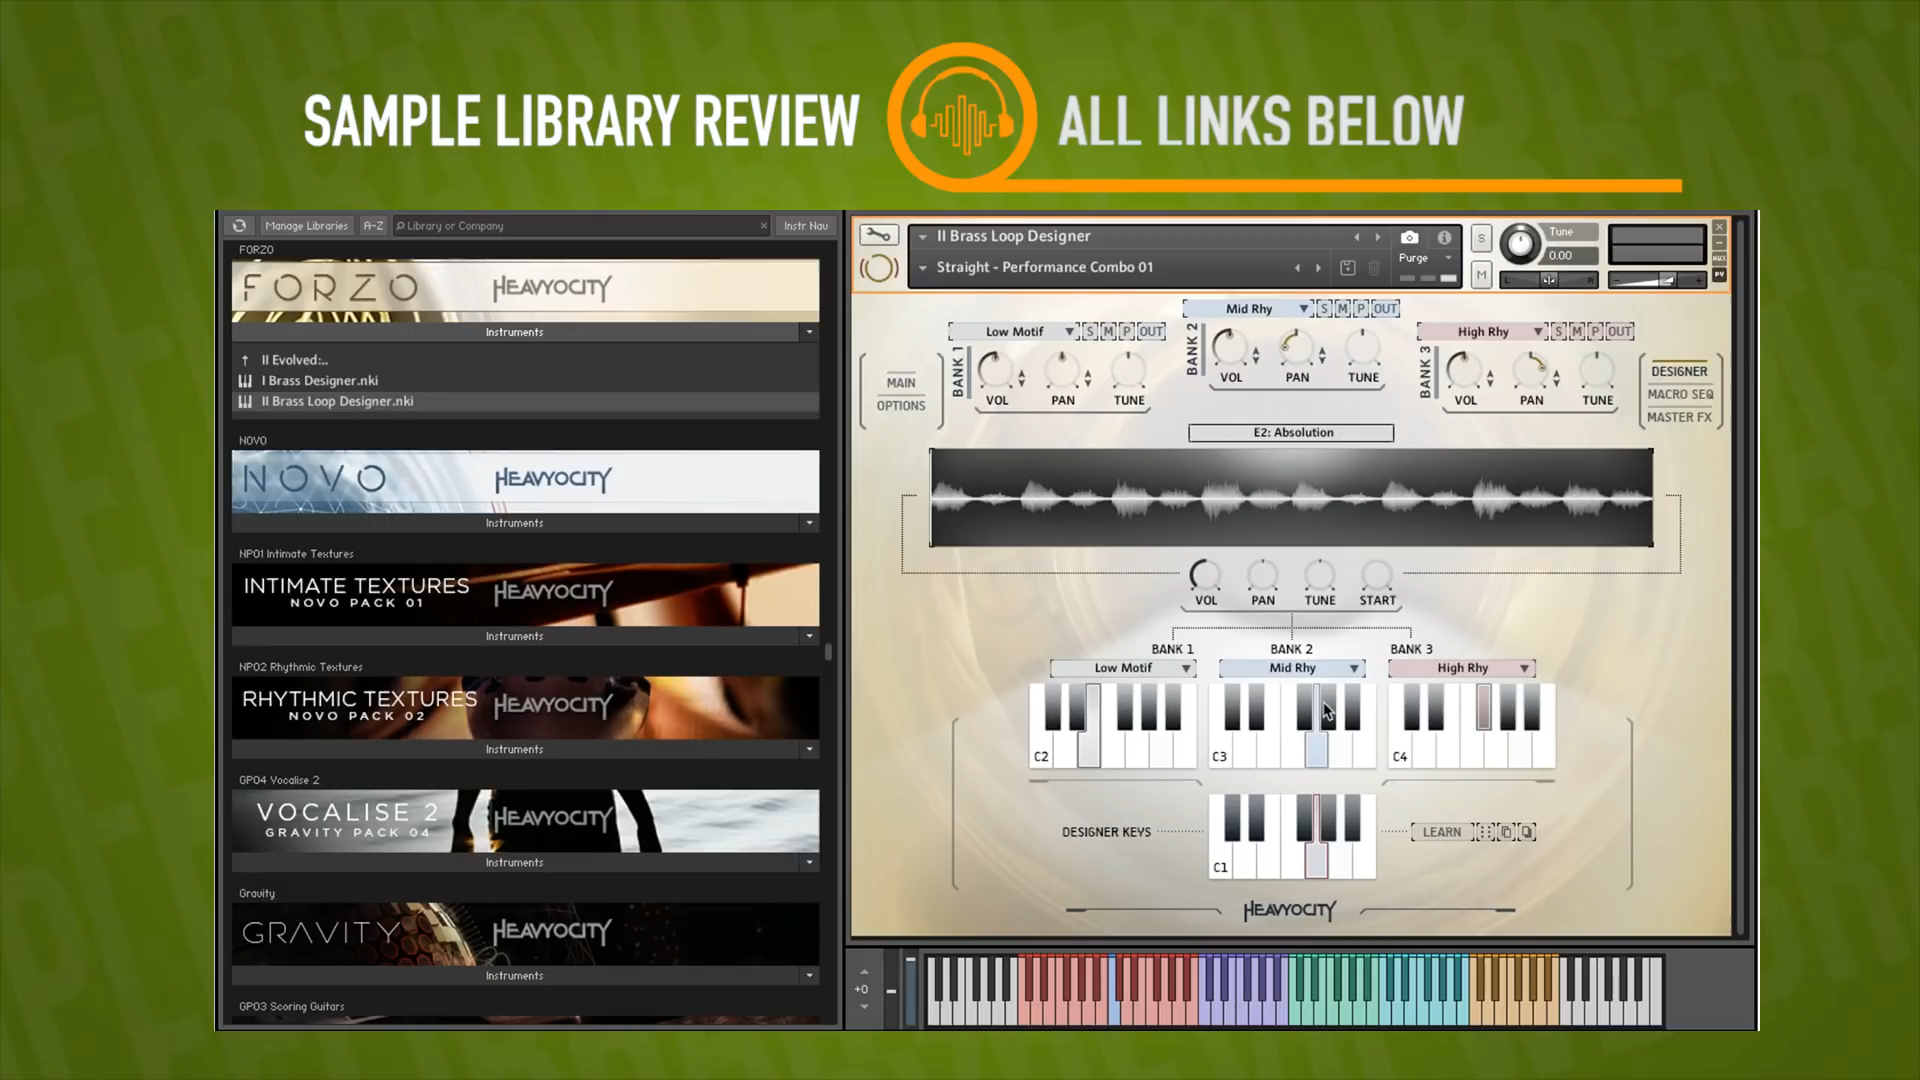 SAMPLE LIBRARY REVIEW
ALL LINKS BELOW
Manage Libraries
A-Z
Library or Company
×
Instr Nav
FORZO
FORZO
HEAVYOCITY
Instruments
II Evolved:..
I Brass Designer.nki
II Brass Loop Designer.nki
NOVO
NOVO
HEAVYOCITY
Instruments
NP01 Intimate Textures
INTIMATE TEXTURES
NOVO PACK 01
HEAVYOCITY
Instruments
NP02 Rhythmic Textures
RHYTHMIC TEXTURES
NOVO PACK 02
HEAVYOCITY
Instruments
GP04 Vocalise 2
VOCALISE 2
GRAVITY PACK 04
HEAVYOCITY
Instruments
Gravity
GRAVITY
HEAVYOCITY
Instruments
GP03 Scoring Guitars
II Brass Loop Designer
Straight - Performance Combo 01
Purge
S
M
Tune
0.00
L
R
AUX
PV
MAIN
OPTIONS
BANK 1
Low Motif
S M P OUT
VOL PAN TUNE
BANK 2
Mid Rhy
S M P OUT
VOL PAN TUNE
BANK 3
High Rhy
S M P OUT
VOL PAN TUNE
DESIGNER
MACRO SEQ
MASTER FX
E2: Absolution
VOL PAN TUNE START
BANK 1 BANK 2 BANK 3
Low Motif Mid Rhy High Rhy
C2 C3 C4
DESIGNER KEYS
C1
LEARN
HEAVYOCITY
+0